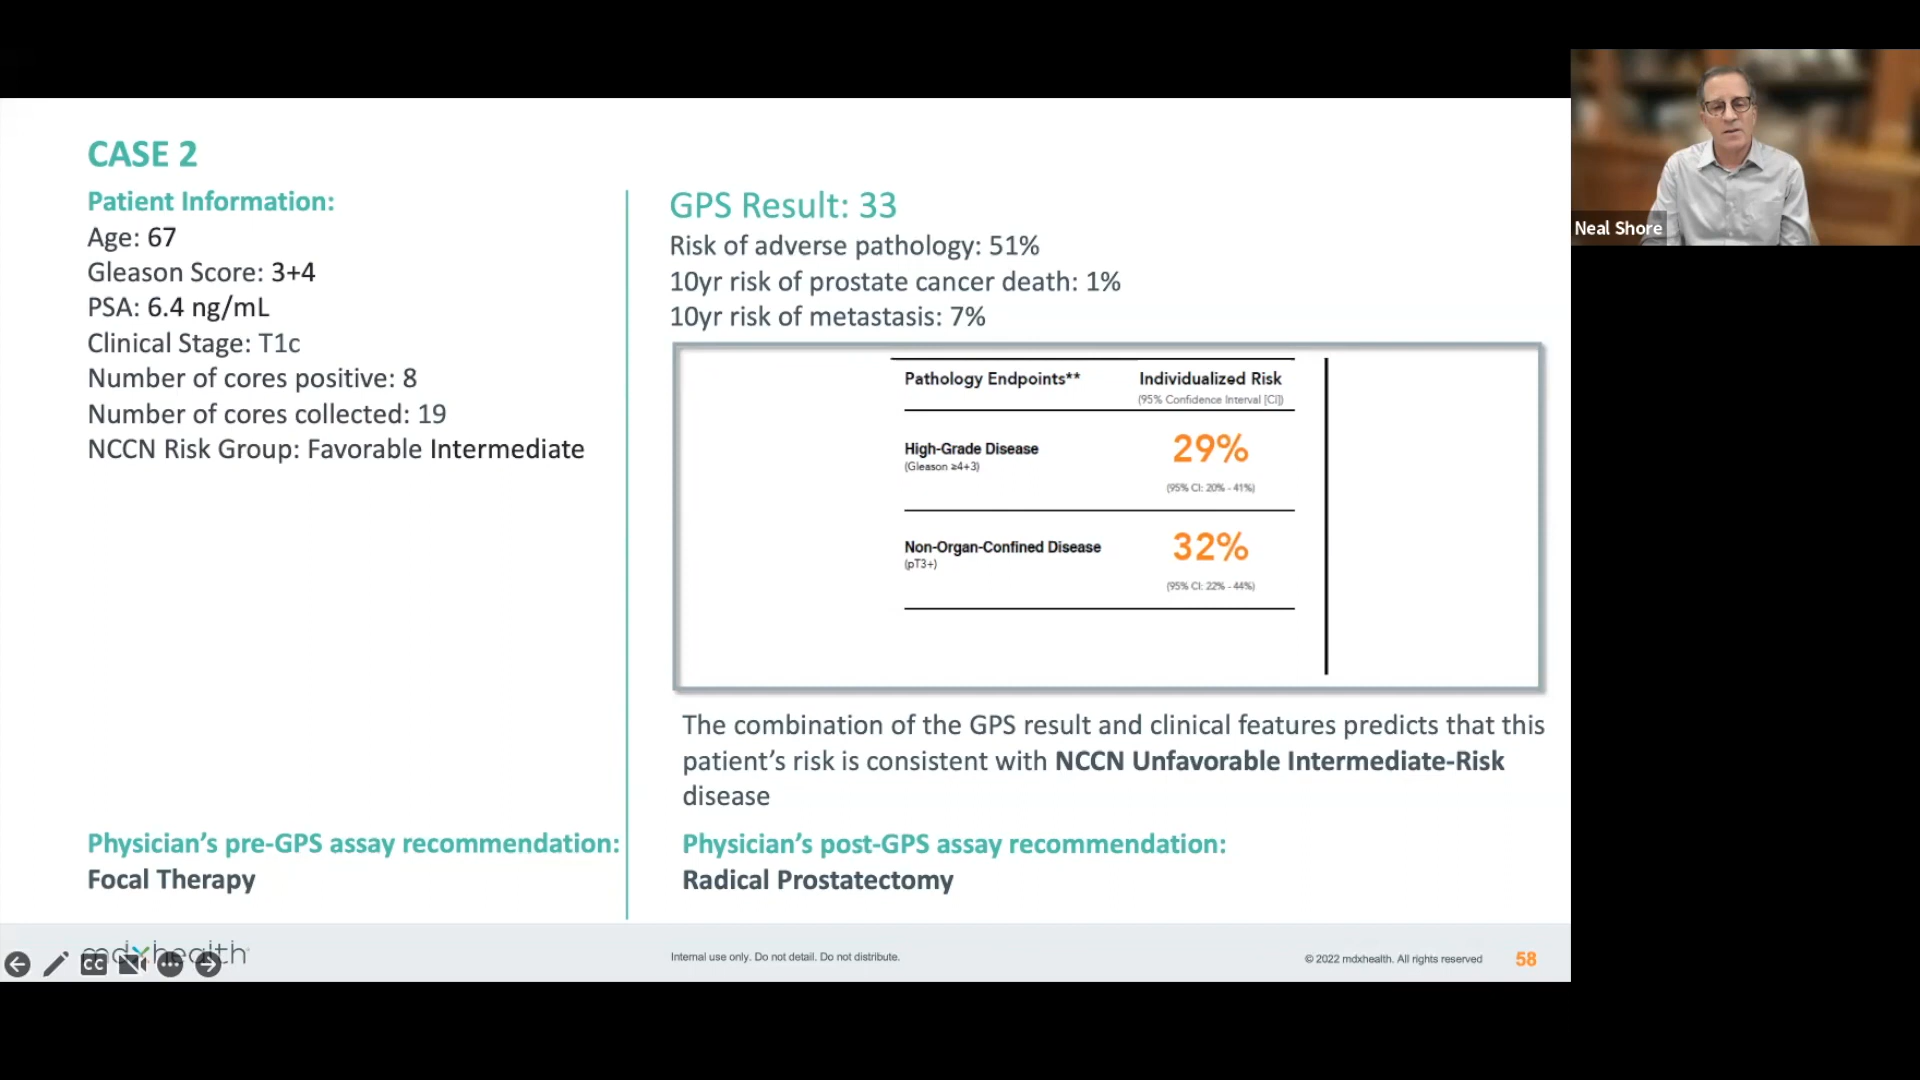 CASE 2
Patient Information:
Age: 67
Gleason Score: 3+4
PSA: 6.4 ng/mL
Clinical Stage: T1c
Number of cores positive: 8
Number of cores collected: 19
NCCN Risk Group: Favorable Intermediate
Physician's pre-GPS assay recommendation:
Focal Therapy
GPS Result: 33
Risk of adverse pathology: 51%
10yr risk of prostate cancer death: 1%
10yr risk of metastasis: 7%
Pathology Endpoints** Individualized Risk
(95% Confidence Interval [CI])
High-Grade Disease 29%
(Gleason ≥4+3)
(95% CI: 20% - 41%)
Non-Organ-Confined Disease 32%
(pT3+)
(95% CI: 22% - 44%)
The combination of the GPS result and clinical features predicts that this
patient's risk is consistent with NCCN Unfavorable Intermediate-Risk
disease
Physician's post-GPS assay recommendation:
Radical Prostatectomy
mdxhealth
CC
Internal use only. Do not detail. Do not distribute.
© 2022 mdxhealth. All rights reserved
58
Neal Shore